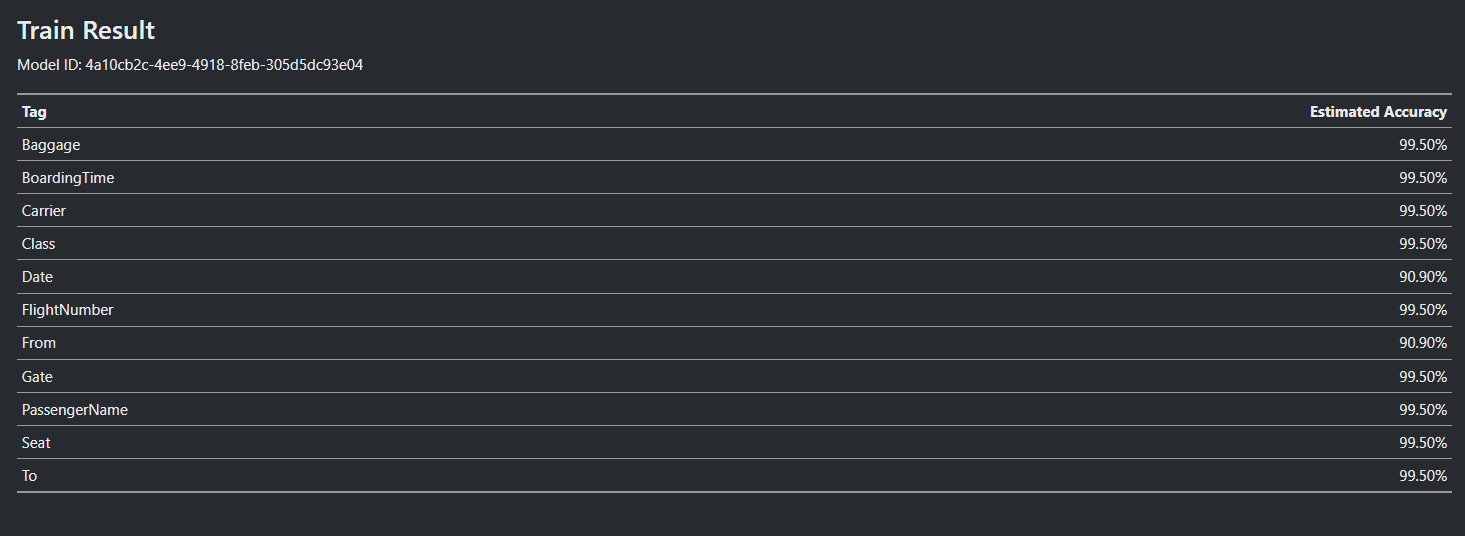 Train Result
Model ID: 4a10cb2c-4ee9-4918-8feb-305d5dc93e04
Tag Estimated Accuracy
Baggage 99.50%
BoardingTime 99.50%
Carrier 99.50%
Class 99.50%
Date 90.90%
FlightNumber 99.50%
From 90.90%
Gate 99.50%
PassengerName 99.50%
Seat 99.50%
To 99.50%